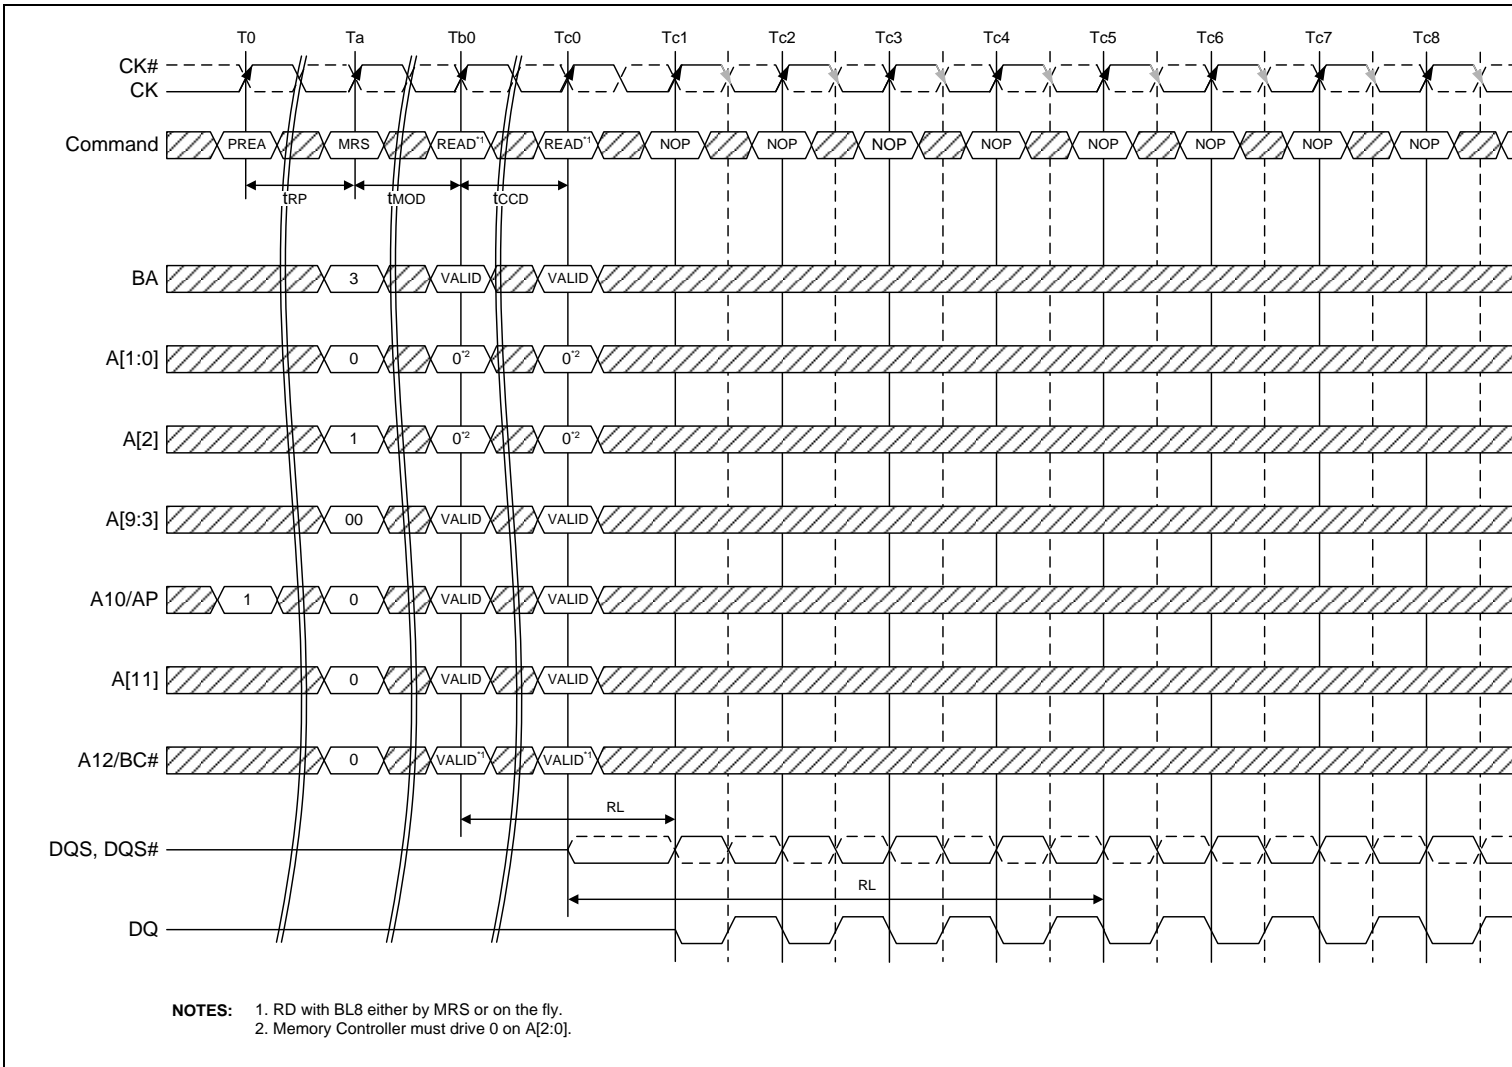 T0 Ta Tb0 Tc0 Tc1 Tc2 Tc3 Tc4 Tc5 Tc6 Tc7 Tc8
CK#
CK
Command PREA MRS READ*1 READ*1 NOP NOP NOP NOP NOP NOP NOP NOP
tRP tMOD tCCD
BA 3 VALID VALID
A[1:0] 0 0*2 0*2
A[2] 1 0*2 0*2
A[9:3] 00 VALID VALID
A10/AP 1 0 VALID VALID
A[11] 0 VALID VALID
A12/BC# 0 VALID*1 VALID*1
RL
DQS, DQS#
RL
DQ
NOTES: 1. RD with BL8 either by MRS or on the fly.
2. Memory Controller must drive 0 on A[2:0].